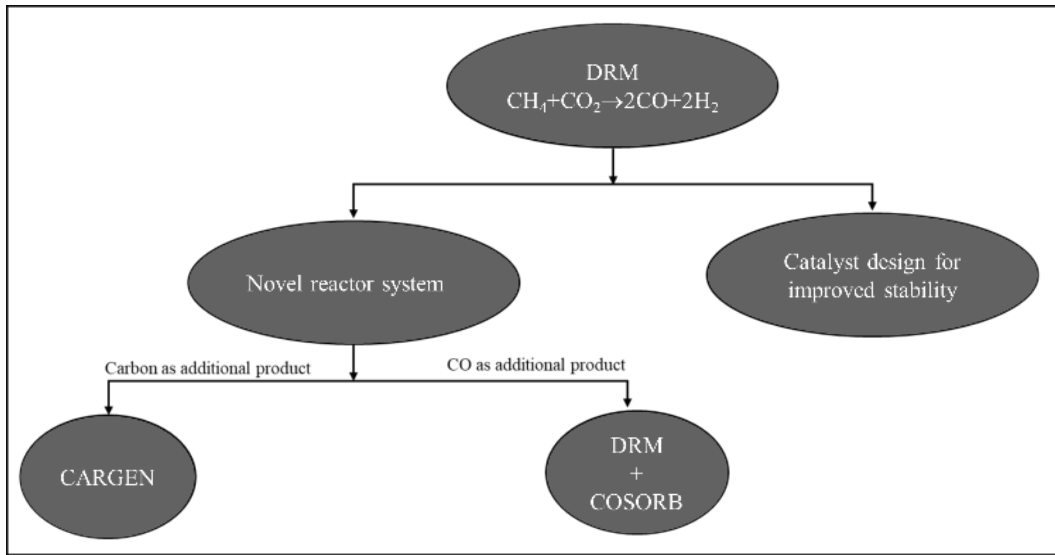 DRM
CH₄+CO₂→2CO+2H₂
Novel reactor system
Catalyst design for
improved stability
Carbon as additional product
CO as additional product
CARGEN
DRM
+
COSORB